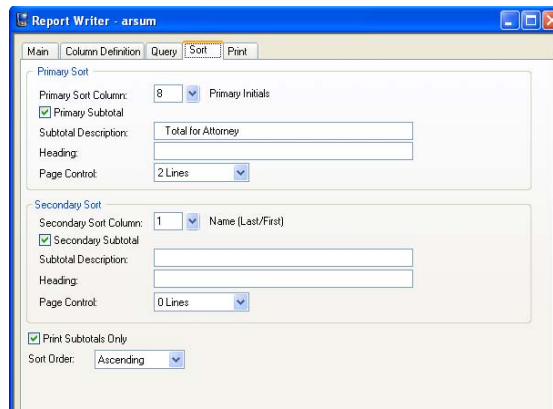 Report Writer - arsum
Main Column Definition Query Sort Print
Primary Sort
Primary Sort Column: 8 Primary Initials
Primary Subtotal
Subtotal Description: Total for Attorney
Heading:
Page Control: 2 Lines
Secondary Sort
Secondary Sort Column: 1 Name (Last/First)
Secondary Subtotal
Subtotal Description:
Heading:
Page Control: 0 Lines
Print Subtotals Only
Sort Order: Ascending